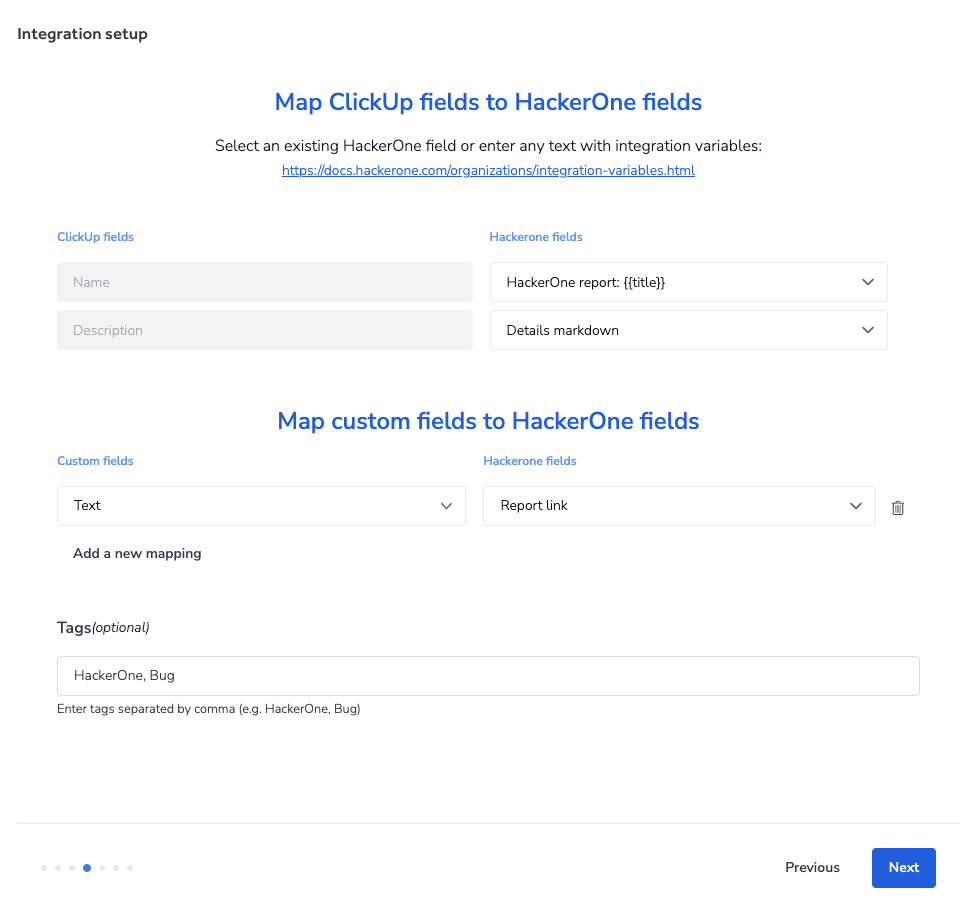 Integration setup
Map ClickUp fields to HackerOne fields
Select an existing HackerOne field or enter any text with integration variables:
https://docs.hackerone.com/organizations/integration-variables.html
ClickUp fields
Hackerone fields
Name
HackerOne report: {{title}}
Description
Details markdown
Map custom fields to HackerOne fields
Custom fields
Hackerone fields
Text
Report link
Add a new mapping
Tags(optional)
HackerOne, Bug
Enter tags separated by comma (e.g. HackerOne, Bug)
Previous
Next